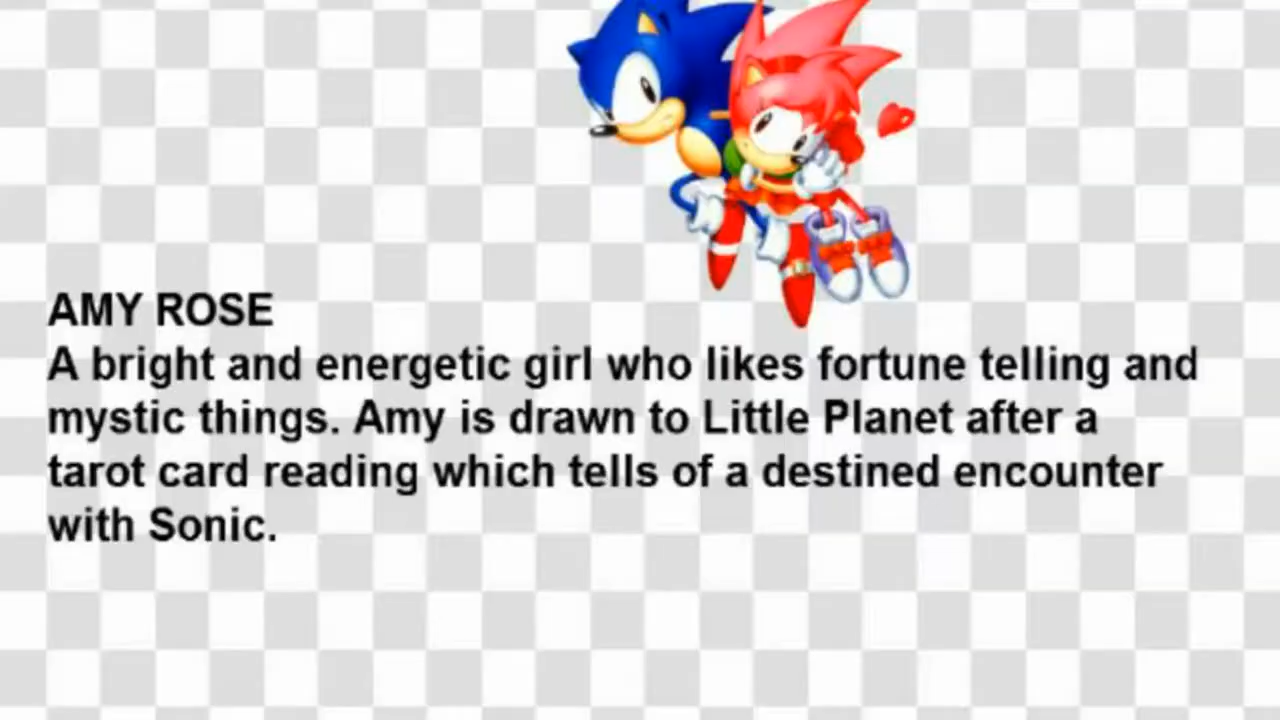 AMY ROSE
A bright and energetic girl who likes fortune telling and
mystic things. Amy is drawn to Little Planet after a
tarot card reading which tells of a destined encounter
with Sonic.